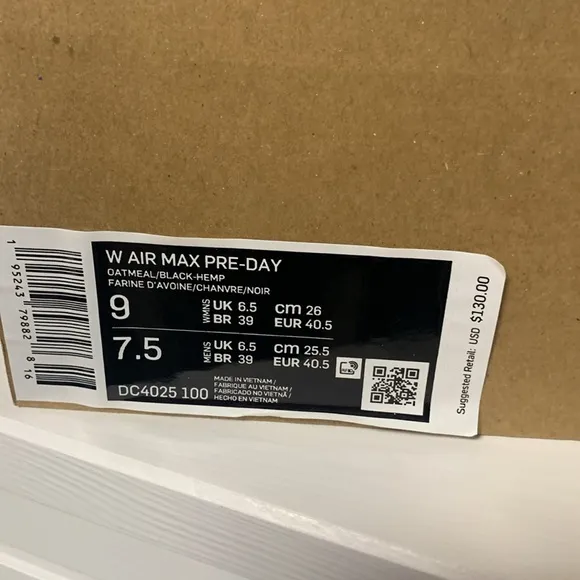 W AIR MAX PRE-DAY
OATMEAL/BLACK-HEMP
FARINE D'AVOINE/CHANVRE/NOIR
9 WMNS UK 6.5 cm 26
BR 39 EUR 40.5
7.5 MENS UK 6.5 cm 25.5
BR 39 EUR 40.5
DC4025 100
MADE IN VIETNAM/
FABRIQUE AU VIETNAM/
FABRICADO NO VIETNÃ/
HECHO EN VIETNAM
1 95243 79882 8 16
Suggested Retail: USD $130.00